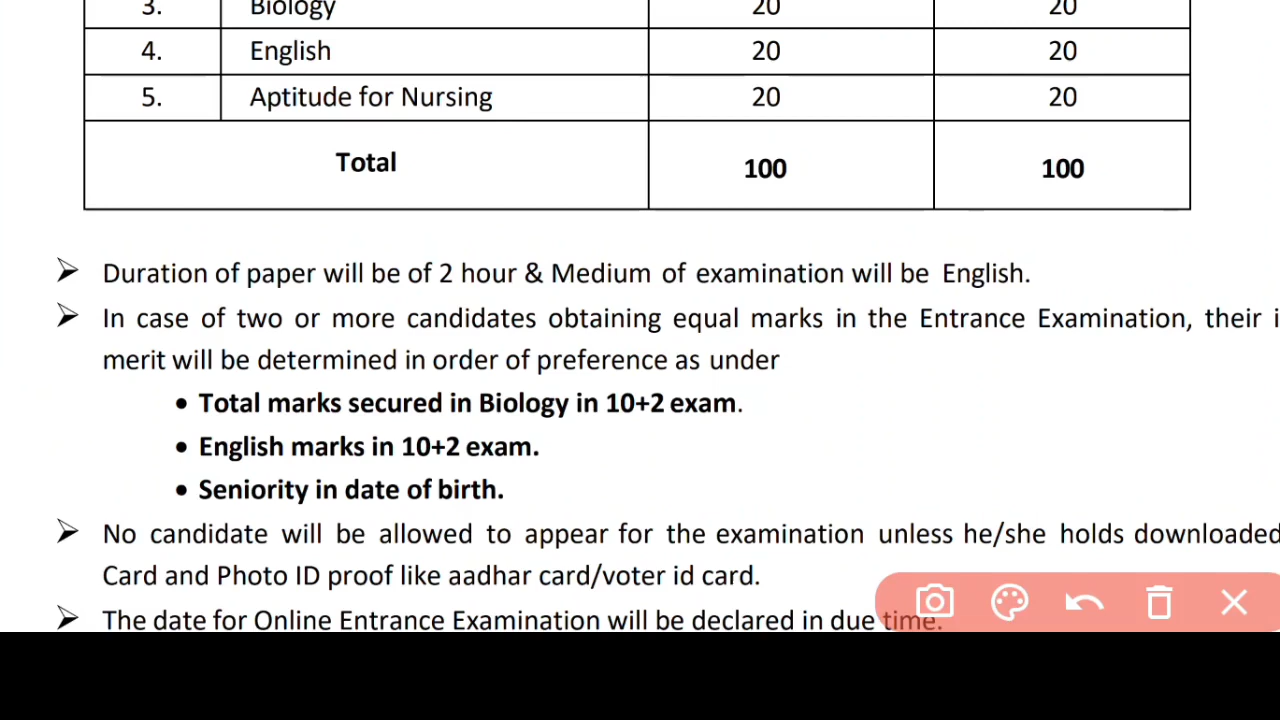 3. Biology 20 20
4. English 20 20
5. Aptitude for Nursing 20 20
Total 100 100
➢ Duration of paper will be of 2 hour & Medium of examination will be English.
➢ In case of two or more candidates obtaining equal marks in the Entrance Examination, their
merit will be determined in order of preference as under
• Total marks secured in Biology in 10+2 exam.
• English marks in 10+2 exam.
• Seniority in date of birth.
➢ No candidate will be allowed to appear for the examination unless he/she holds downloaded
Card and Photo ID proof like aadhar card/voter id card.
➢ The date for Online Entrance Examination will be declared in due time.